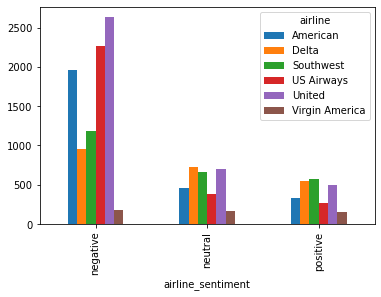 airline
American
Delta
Southwest
US Airways
United
Virgin America
2500
2000
1500
1000
500
0
negative
neutral
positive
airline_sentiment